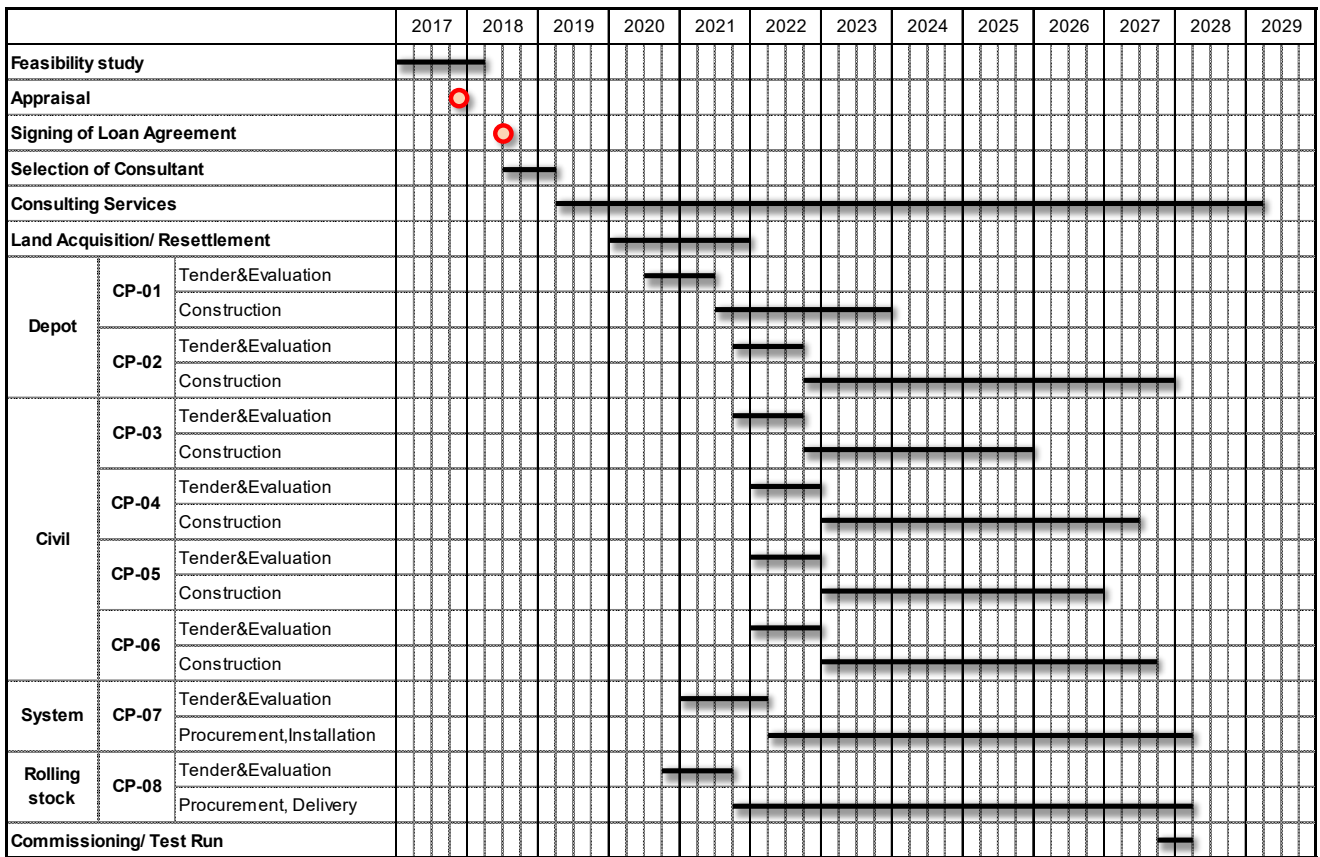 2017 2018 2019 2020 2021 2022 2023 2024 2025 2026 2027 2028 2029
Feasibility study
Appraisal
Signing of Loan Agreement
Selection of Consultant
Consulting Services
Land Acquisition/ Resettlement
Depot
CP-01
Tender&Evaluation
Construction
CP-02
Tender&Evaluation
Construction
Civil
CP-03
Tender&Evaluation
Construction
CP-04
Tender&Evaluation
Construction
CP-05
Tender&Evaluation
Construction
CP-06
Tender&Evaluation
Construction
System
CP-07
Tender&Evaluation
Procurement,Installation
Rolling
stock
CP-08
Tender&Evaluation
Procurement, Delivery
Commissioning/ Test Run